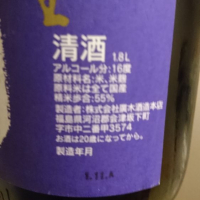 清酒 1.8L
アルコール分:16度
原材料名:米、米麹
原料米は全て国産
精米歩合:55%
製造者:株式会社廣木酒造本店
福島県河沼郡会津坂下町
字市中二番甲3574
お酒は20歳になってから。
製造年月